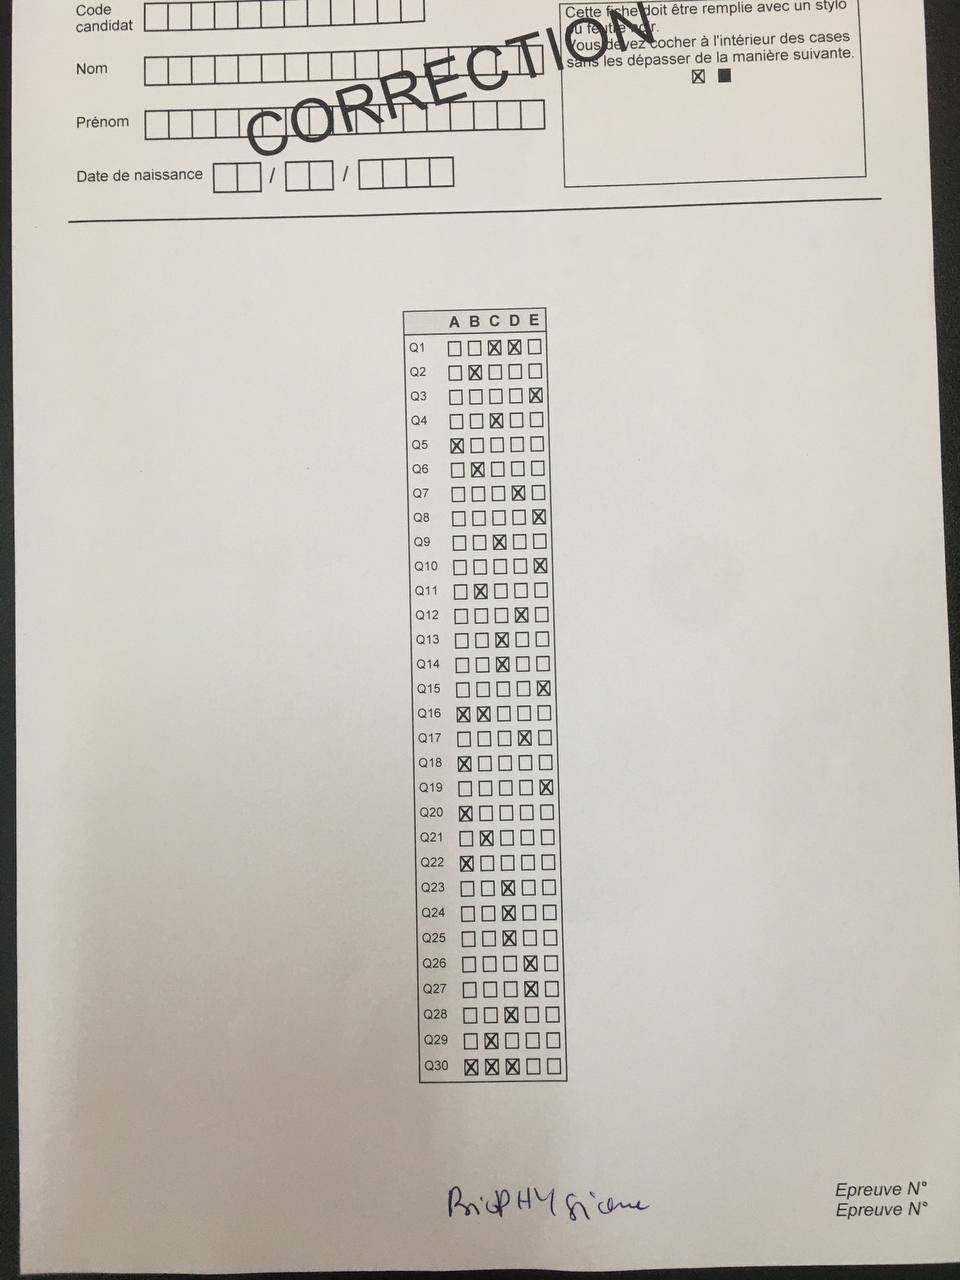 Code
candidat
Nom
Prénom
Date de naissance / /
CORRECTION
Cette fiche doit être remplie avec un stylo
ou feutre noir.
Vous devez cocher à l'intérieur des cases
sans les dépasser de la manière suivante.
A B C D E
Q1
Q2
Q3
Q4
Q5
Q6
Q7
Q8
Q9
Q10
Q11
Q12
Q13
Q14
Q15
Q16
Q17
Q18
Q19
Q20
Q21
Q22
Q23
Q24
Q25
Q26
Q27
Q28
Q29
Q30
Epreuve N°
Epreuve N°